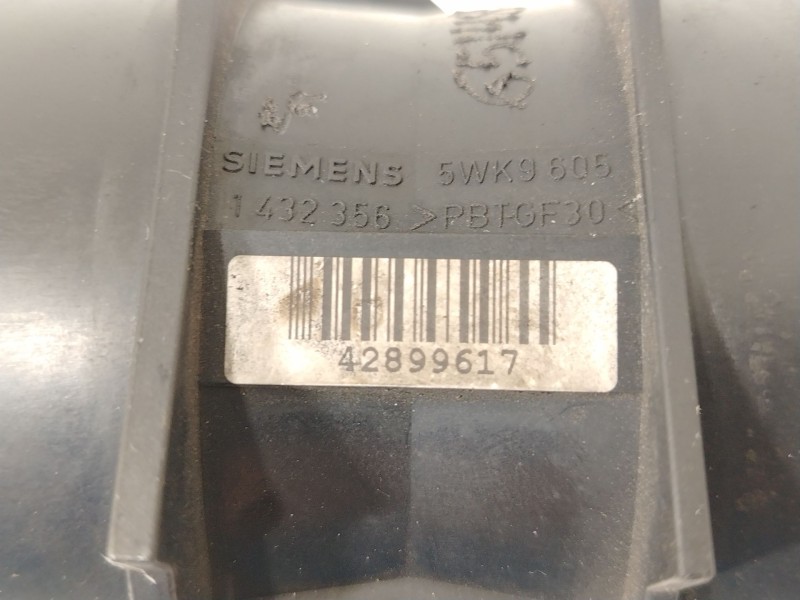 SIEMENS 5WK9 605
1 432 356 >PBT-GF30<
42899617